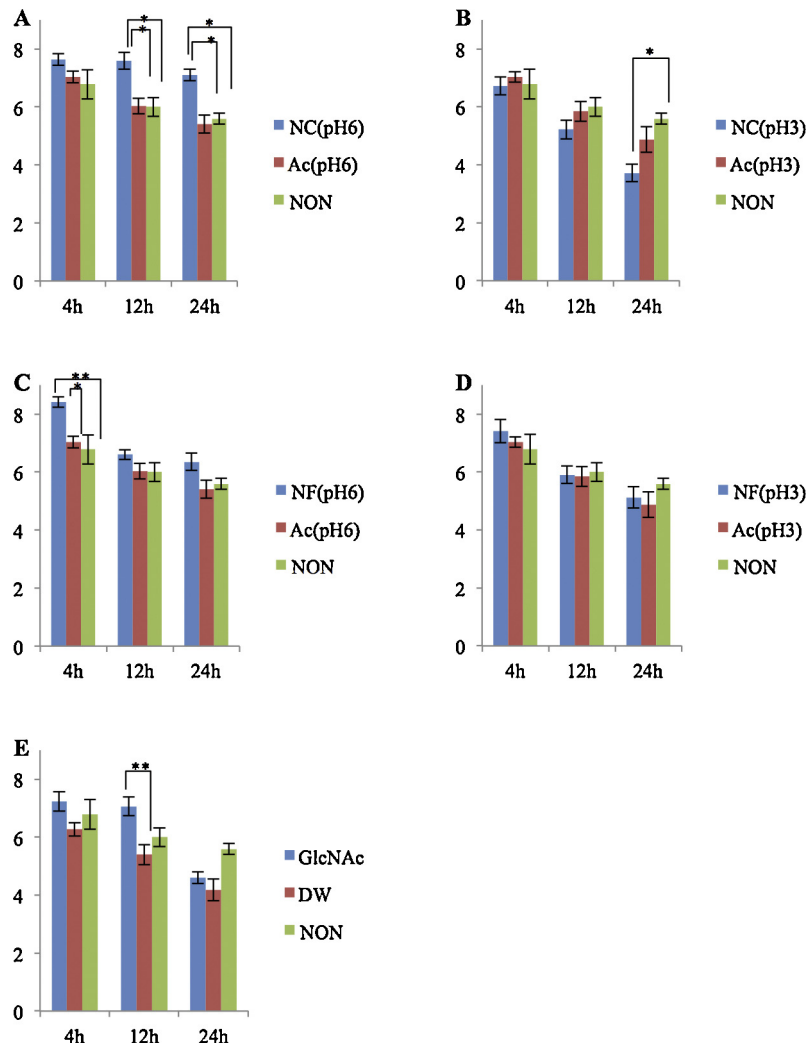 A
*
*
*
*
8
6
4
2
0
4h 12h 24h
NC(pH6)
Ac(pH6)
NON
B
*
8
6
4
2
0
4h 12h 24h
NC(pH3)
Ac(pH3)
NON
C
**
*
8
6
4
2
0
4h 12h 24h
NF(pH6)
Ac(pH6)
NON
D
8
6
4
2
0
4h 12h 24h
NF(pH3)
Ac(pH3)
NON
E
**
8
6
4
2
0
4h 12h 24h
GlcNAc
DW
NON